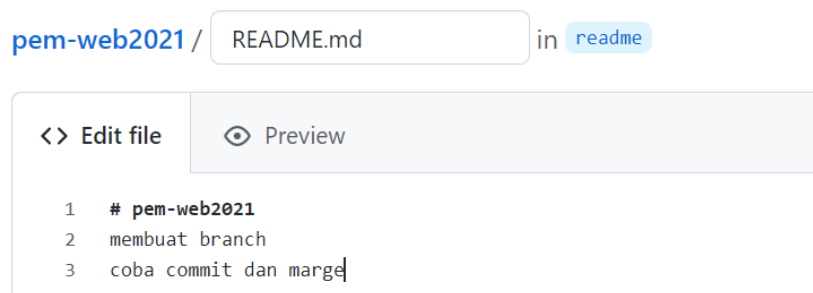 pem-web2021 / README.md in readme
<> Edit file Preview
1 # pem-web2021
2 membuat branch
3 coba commit dan marge